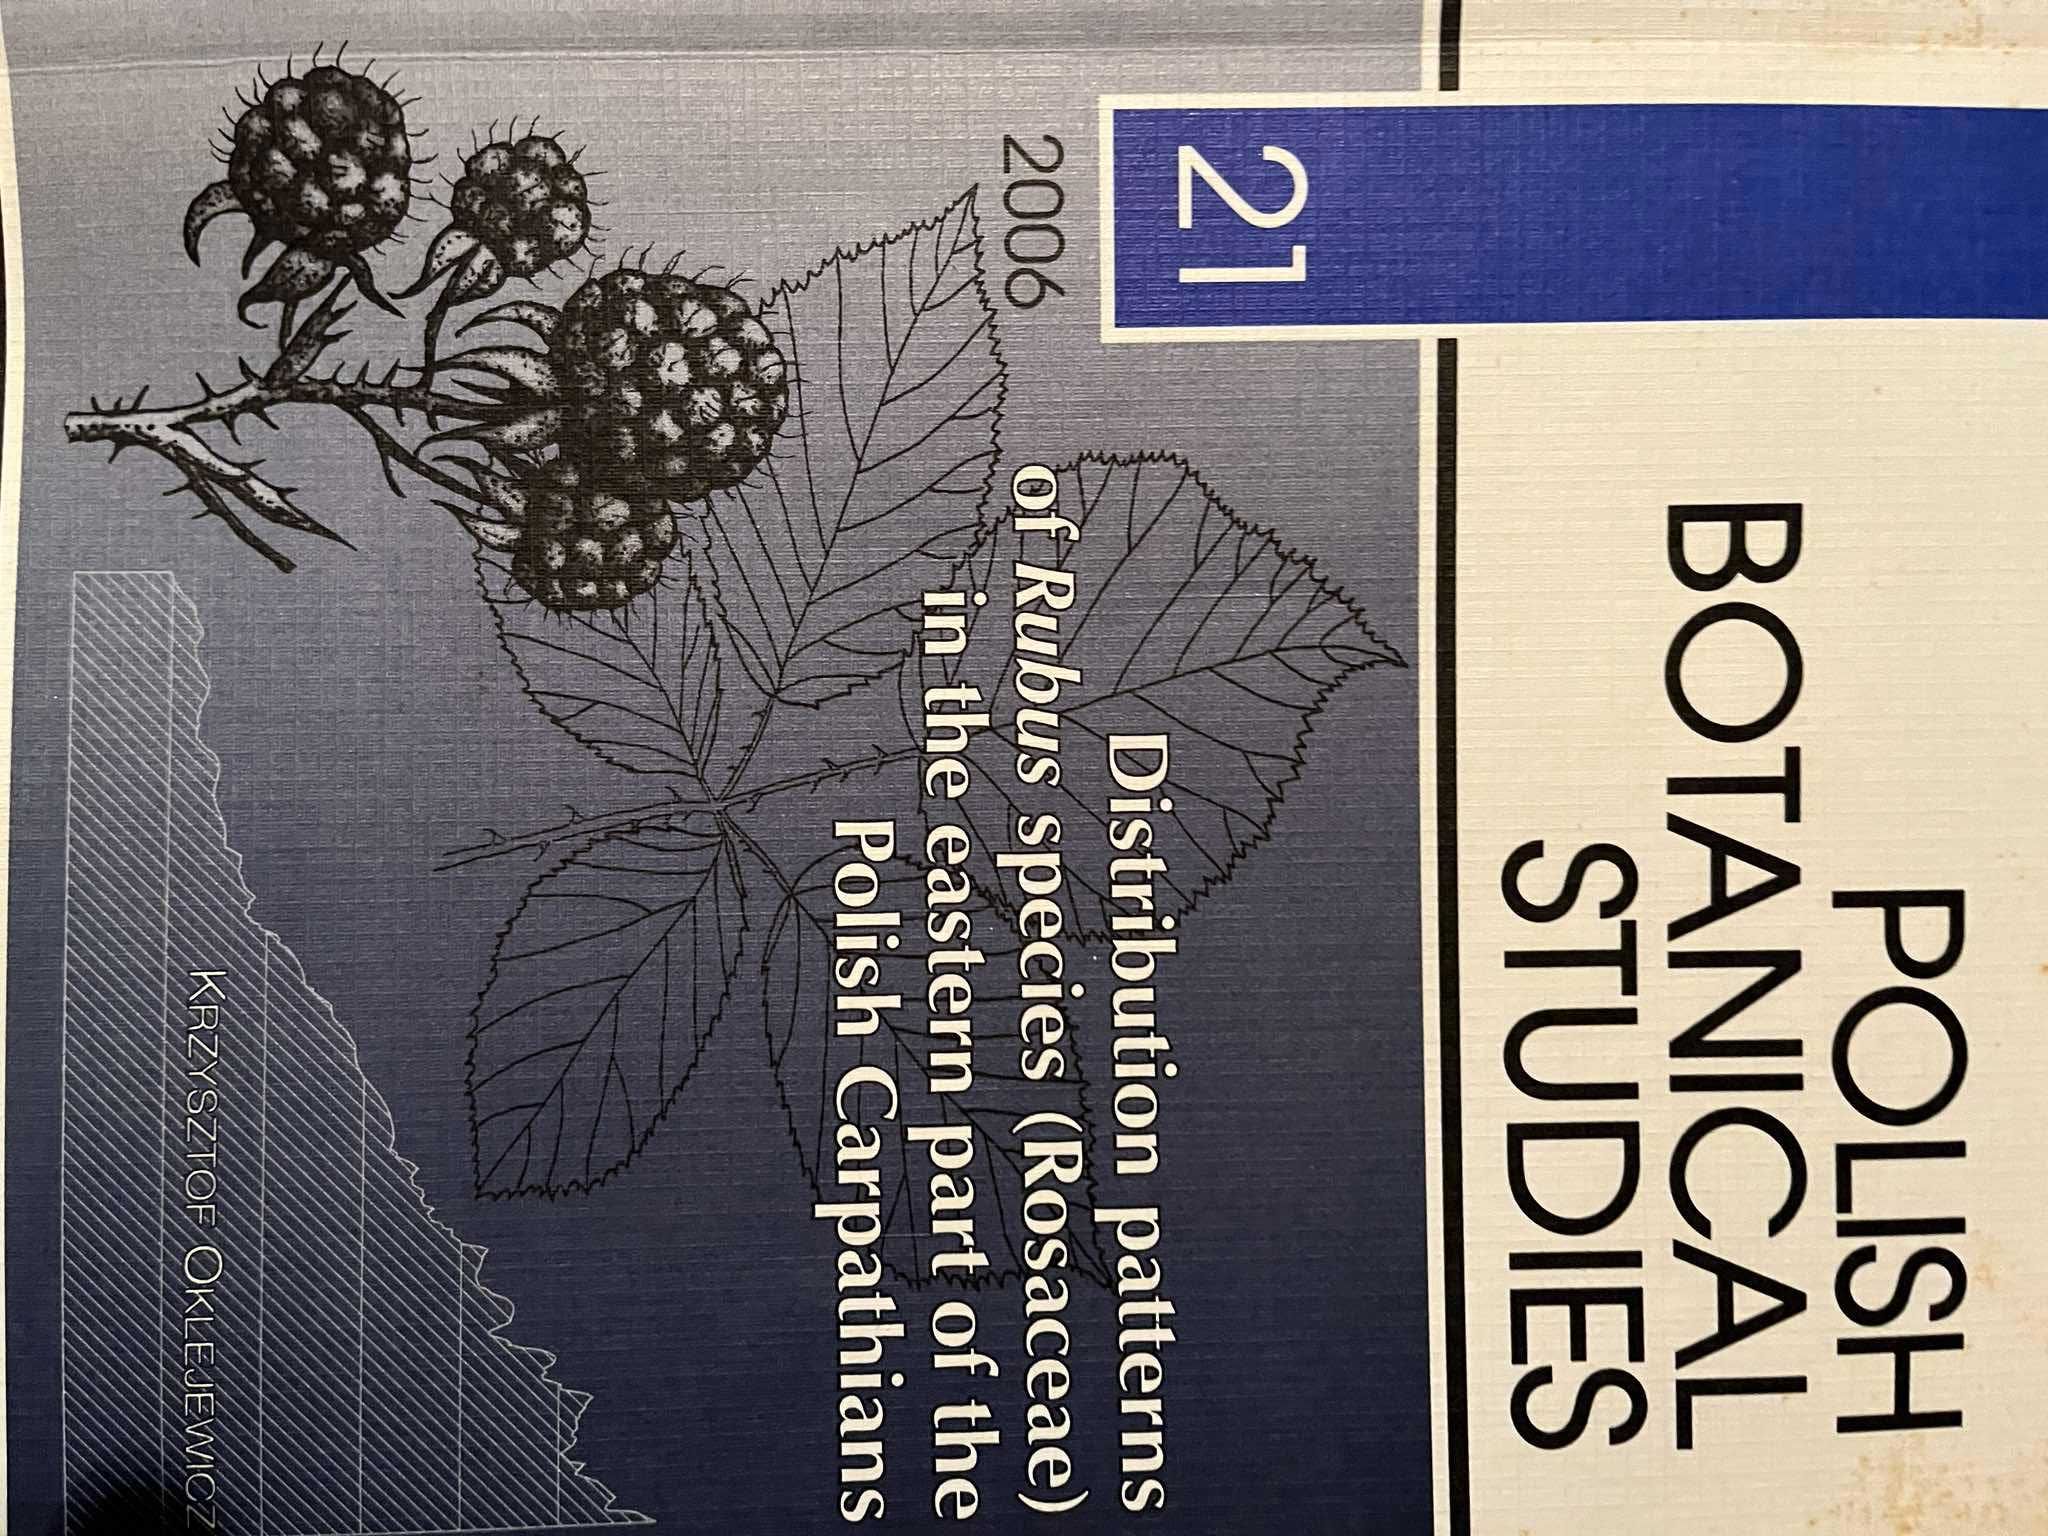 POLISH
BOTANICAL
STUDIES
21
2006
Distribution patterns
of Rubus species (Rosaceae)
in the eastern part of the
Polish Carpathians
KRZYSZTOF OKLEJEWICZ